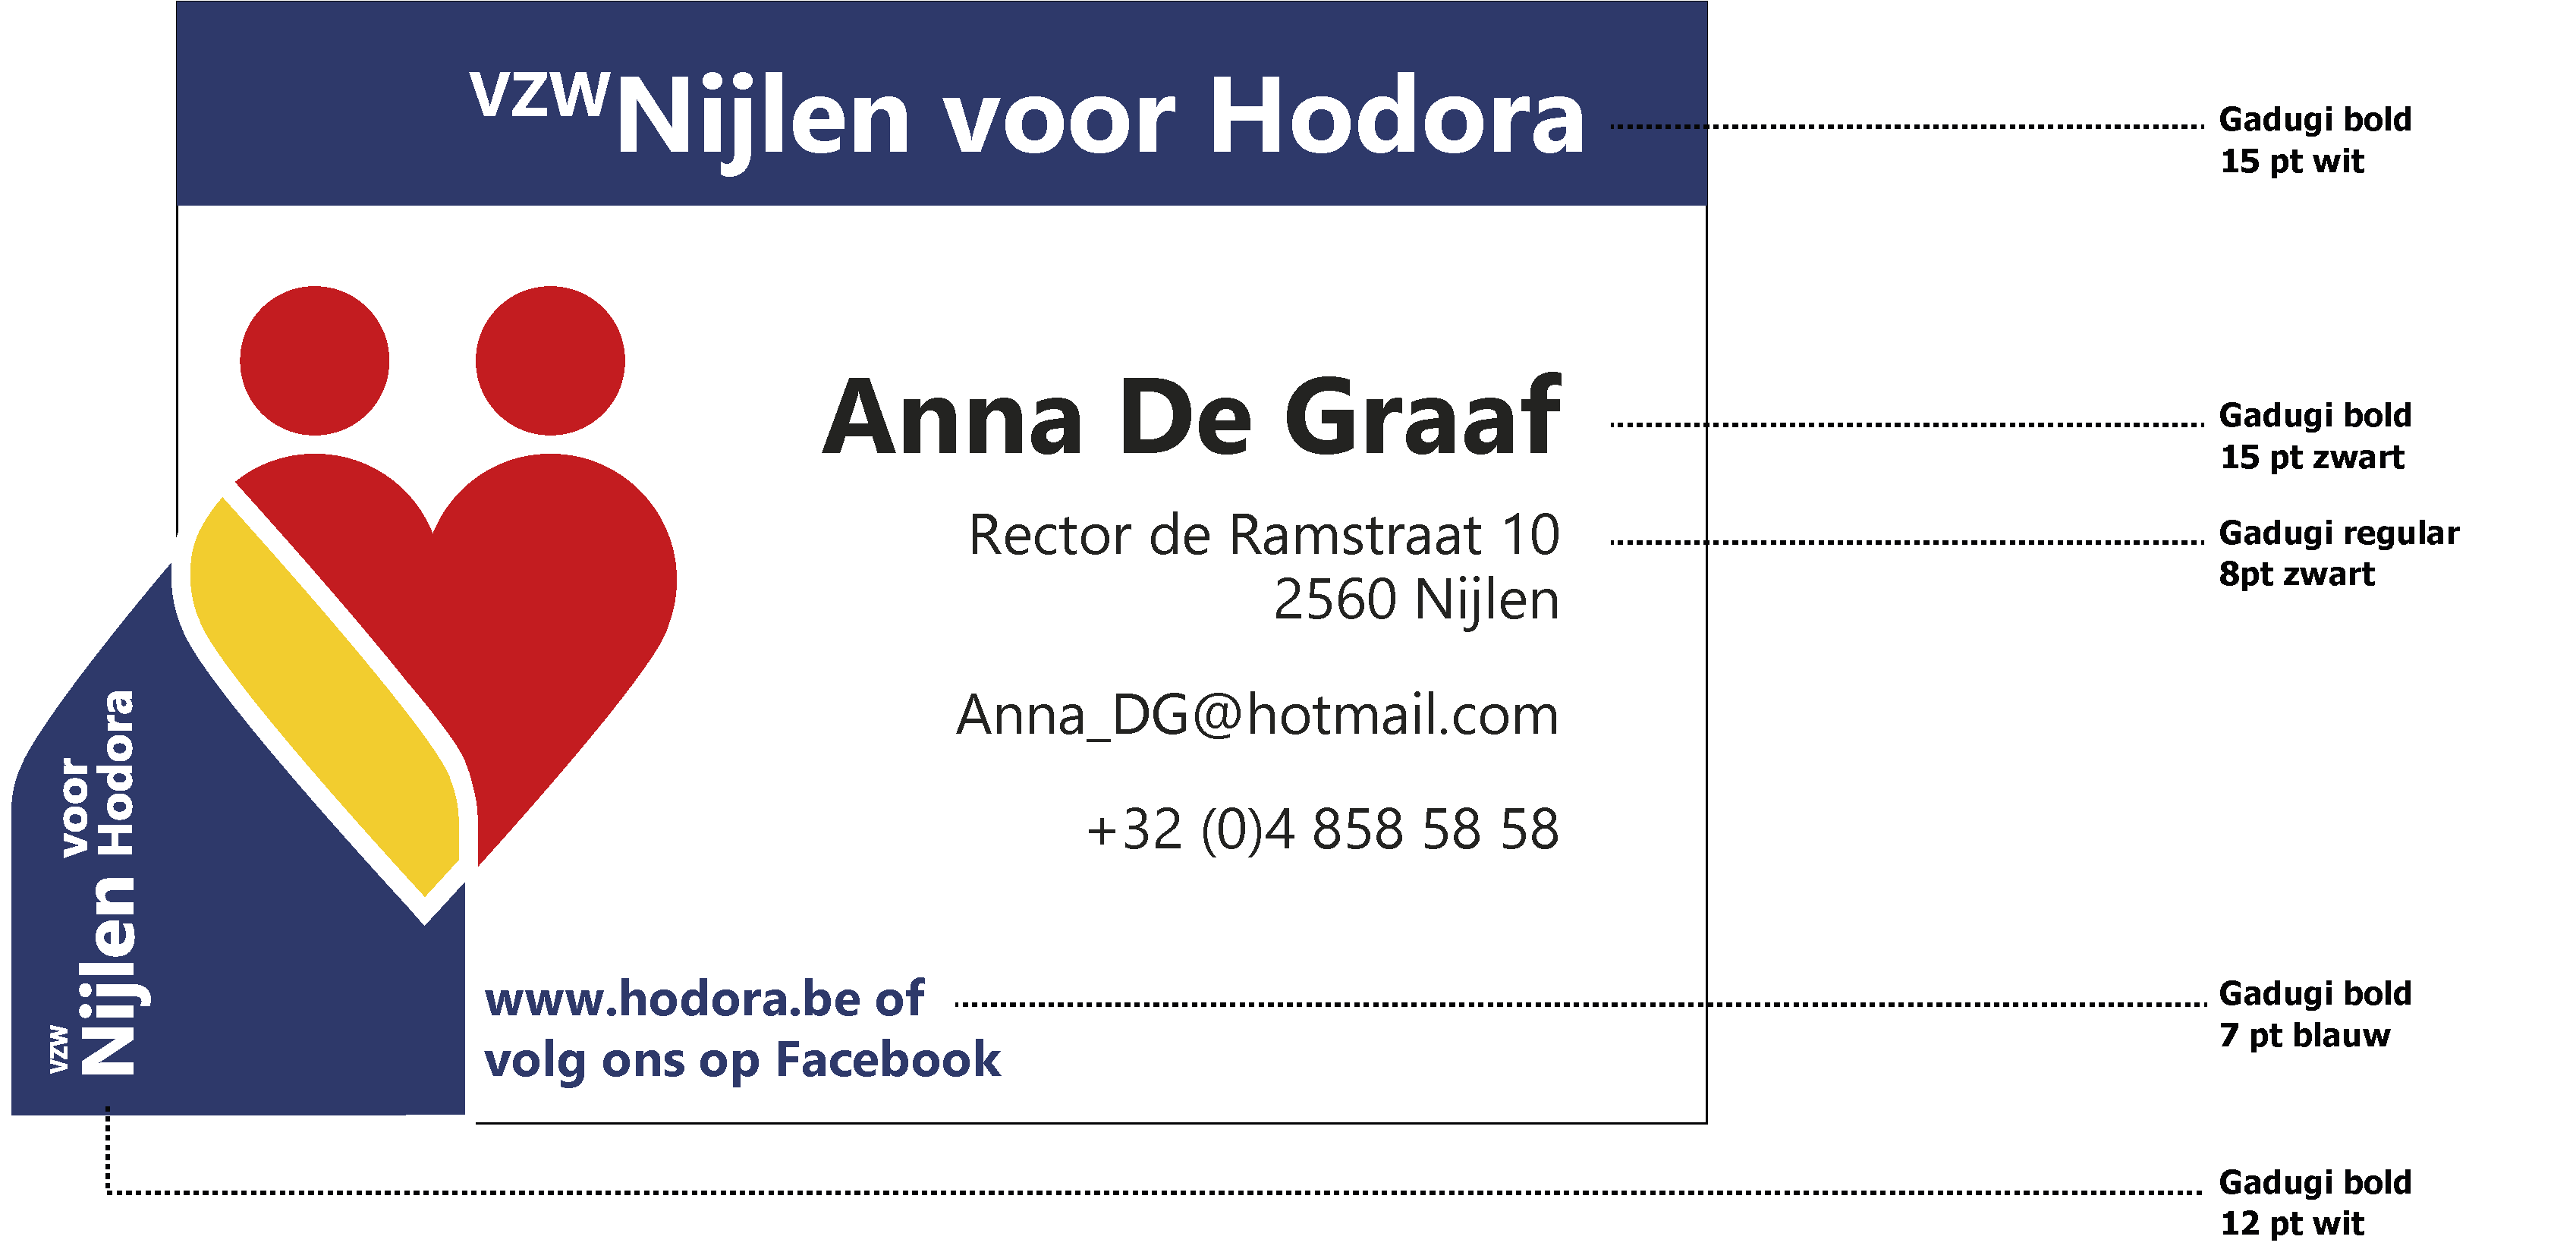 VZWNijlen voor Hodora
Gadugi bold
15 pt wit
Anna De Graaf
Gadugi bold
15 pt zwart
Rector de Ramstraat 10
2560 Nijlen
Gadugi regular
8pt zwart
Anna_DG@hotmail.com
+32 (0)4 858 58 58
www.hodora.be of
volg ons op Facebook
Gadugi bold
7 pt blauw
vzw
Nijlen voor
Hodora
Gadugi bold
12 pt wit